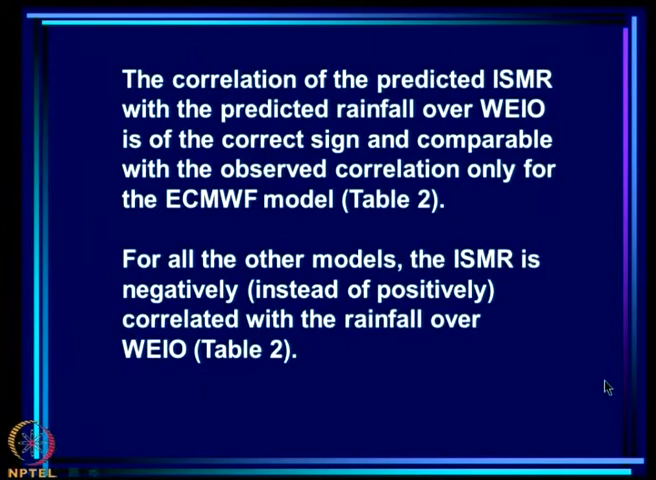 The correlation of the predicted ISMR
with the predicted rainfall over WEIO
is of the correct sign and comparable
with the observed correlation only for
the ECMWF model (Table 2).
For all the other models, the ISMR is
negatively (instead of positively)
correlated with the rainfall over
WEIO (Table 2).
NPTEL